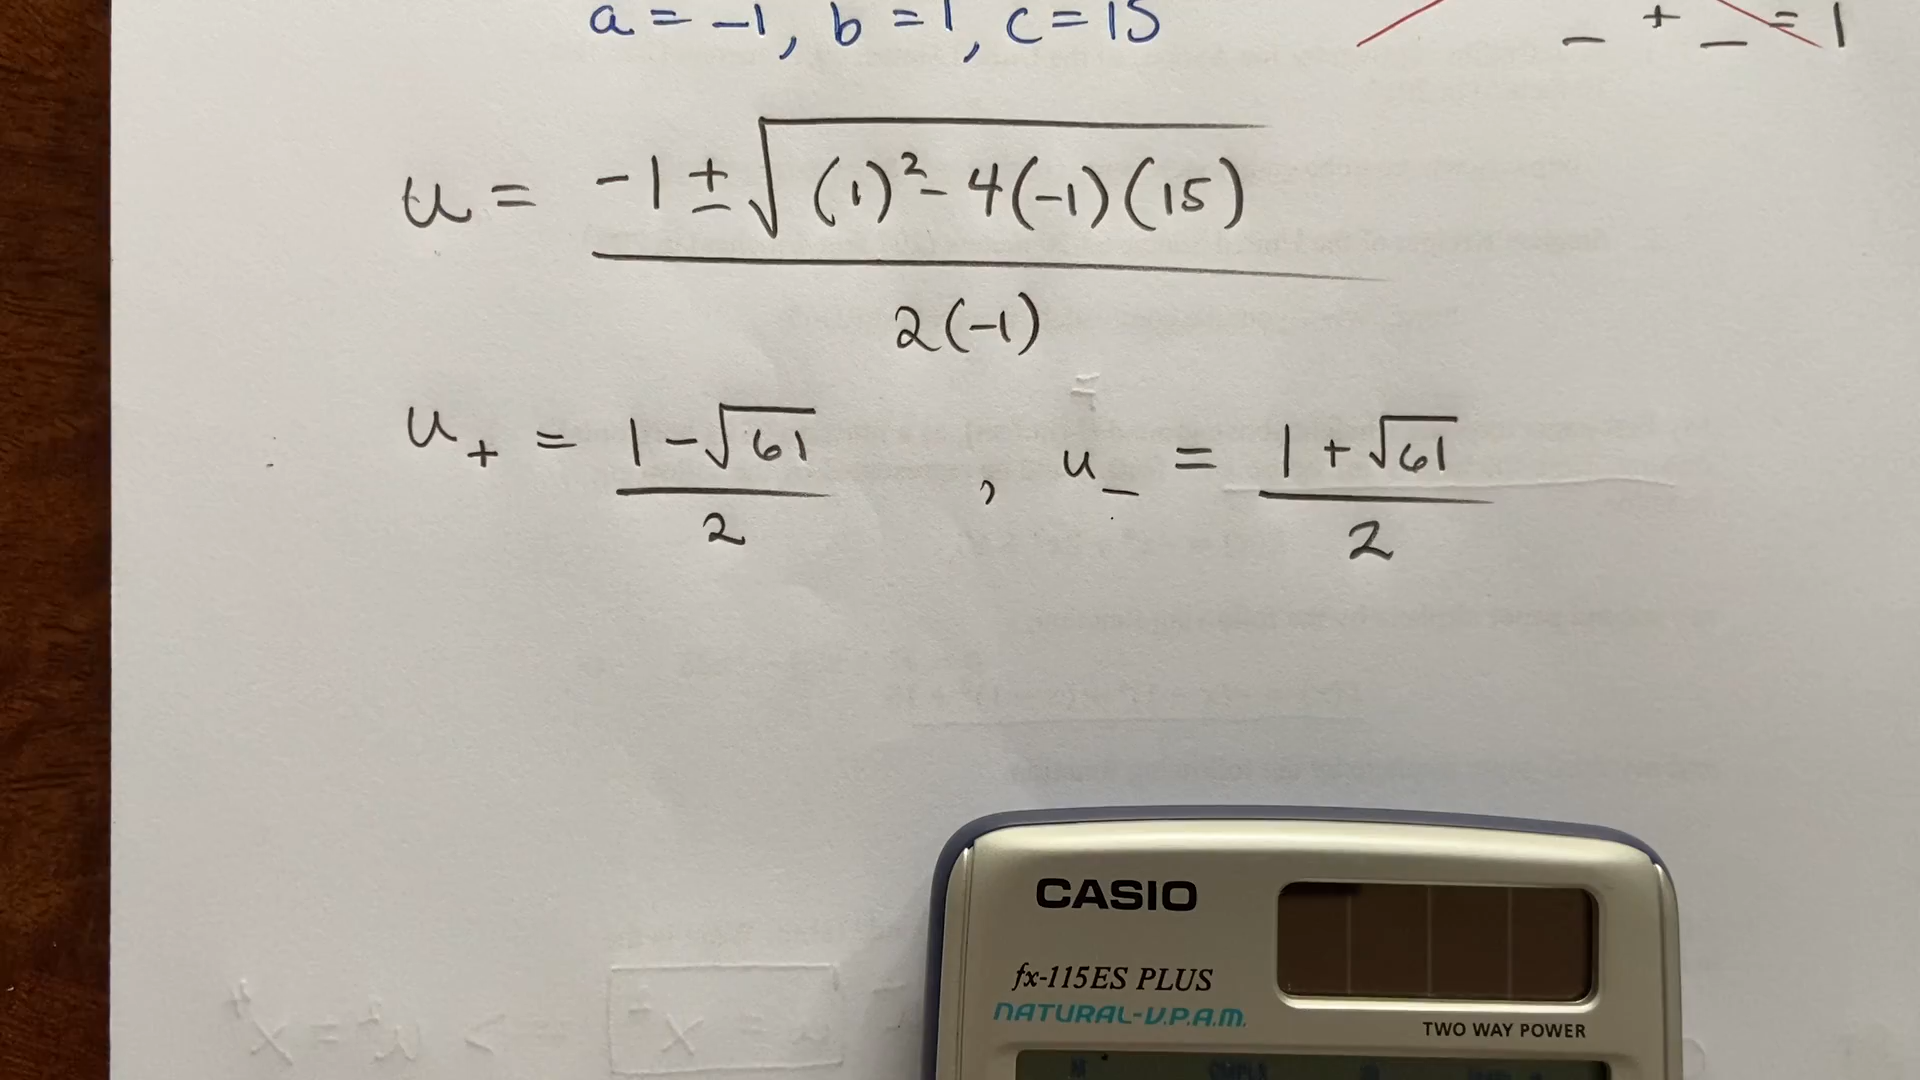 a = -1, b = 1, c = 15
_ + _ = 1
u = (-1 ± √((1)² - 4(-1)(15))) / (2(-1))
u₊ = (1 - √61) / 2 , u₋ = (1 + √61) / 2
CASIO
fx-115ES PLUS
NATURAL-V.P.A.M.
TWO WAY POWER